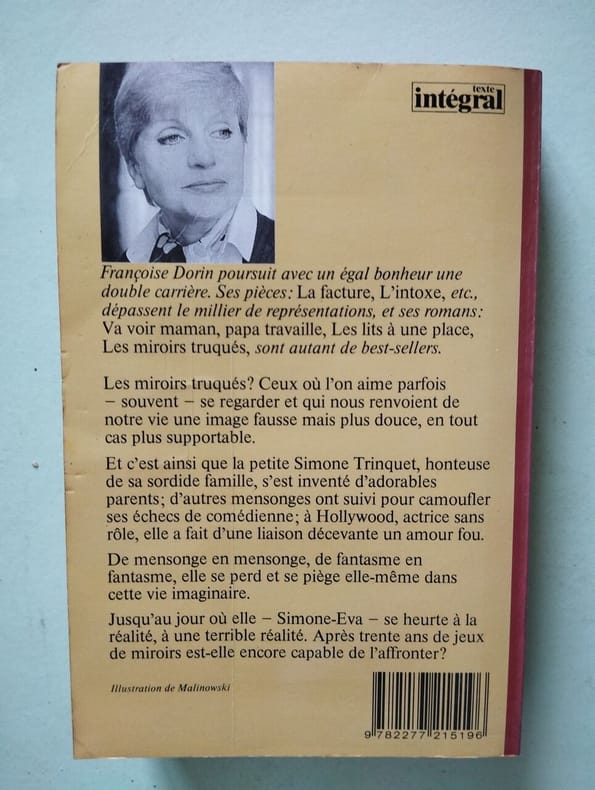 texte
intégral
Françoise Dorin poursuit avec un égal bonheur une
double carrière. Ses pièces: La facture, L'intoxe, etc.,
dépassent le millier de représentations, et ses romans:
Va voir maman, papa travaille, Les lits à une place,
Les miroirs truqués, sont autant de best-sellers.
Les miroirs truqués? Ceux où l'on aime parfois
– souvent – se regarder et qui nous renvoient de
notre vie une image fausse mais plus douce, en tout
cas plus supportable.
Et c'est ainsi que la petite Simone Trinquet, honteuse
de sa sordide famille, s'est inventé d'adorables
parents; d'autres mensonges ont suivi pour camoufler
ses échecs de comédienne; à Hollywood, actrice sans
rôle, elle a fait d'une liaison décevante un amour fou.
De mensonge en mensonge, de fantasme en
fantasme, elle se perd et se piège elle-même dans
cette vie imaginaire.
Jusqu'au jour où elle – Simone-Eva – se heurte à la
réalité, à une terrible réalité. Après trente ans de jeux
de miroirs est-elle encore capable de l'affronter?
Illustration de Malinowski
9 782277 215196